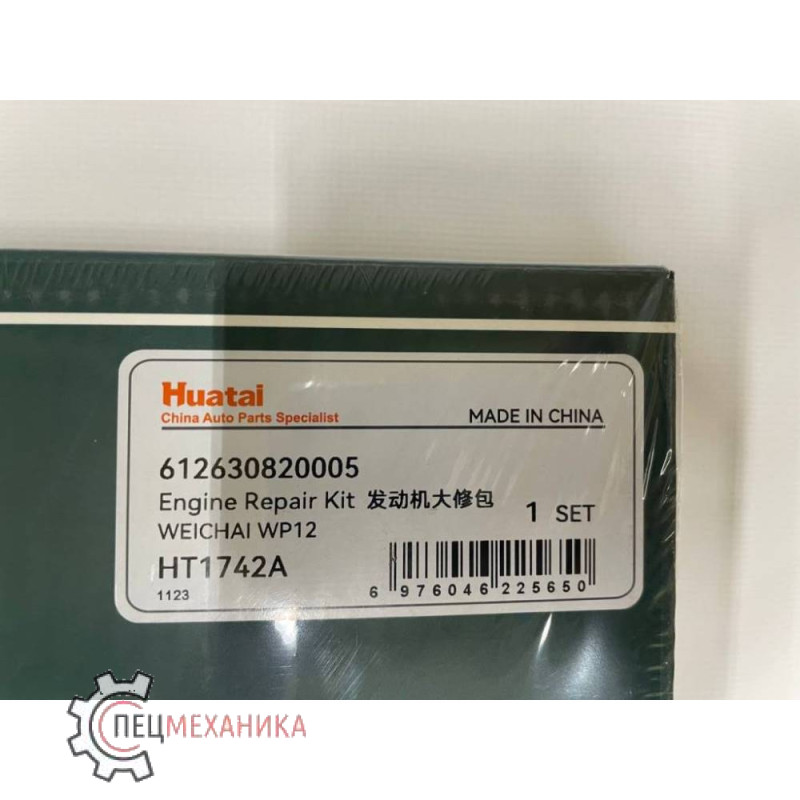 Huatai
China Auto Parts Specialist
MADE IN CHINA
612630820005
Engine Repair Kit 发动机大修包
1 SET
WEICHAI WP12
HT1742A
1123
6 976046 225650
СПЕЦМЕХАНИКА